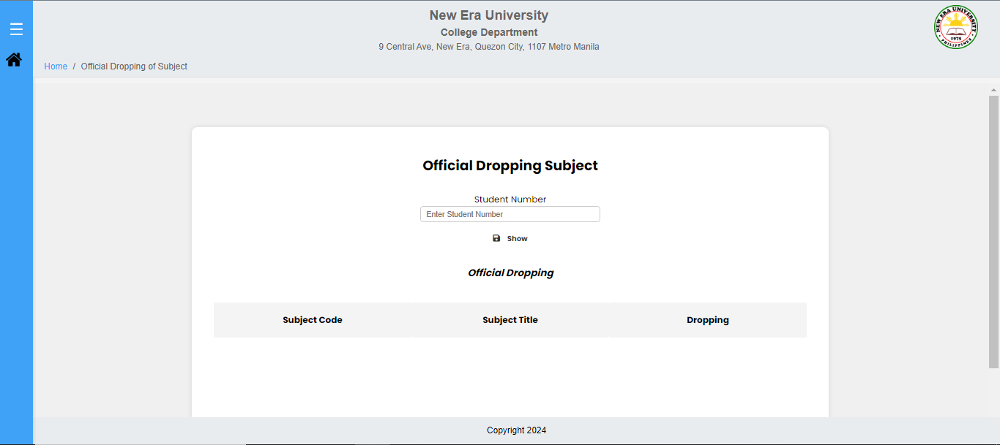 New Era University
College Department
9 Central Ave, New Era, Quezon City, 1107 Metro Manila
NEW ERA UNIVERSITY
1975
PHILIPPINES
Home / Official Dropping of Subject
Official Dropping Subject
Student Number
Enter Student Number
Show
Official Dropping
Subject Code Subject Title Dropping
Copyright 2024